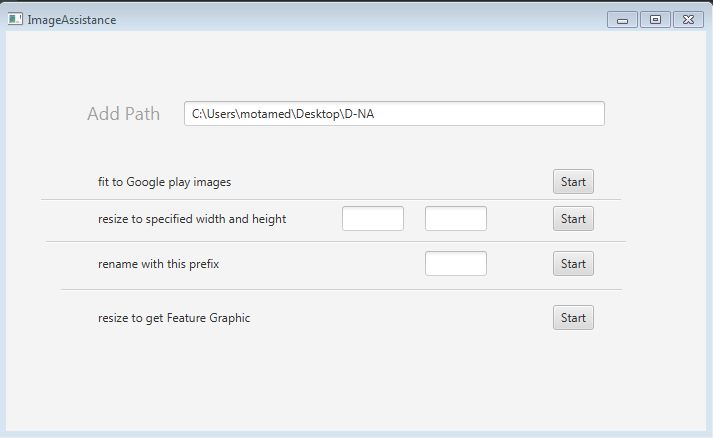 ImageAssistance
Add Path C:\Users\motamed\Desktop\D-NA
fit to Google play images Start
resize to specified width and height Start
rename with this prefix Start
resize to get Feature Graphic Start